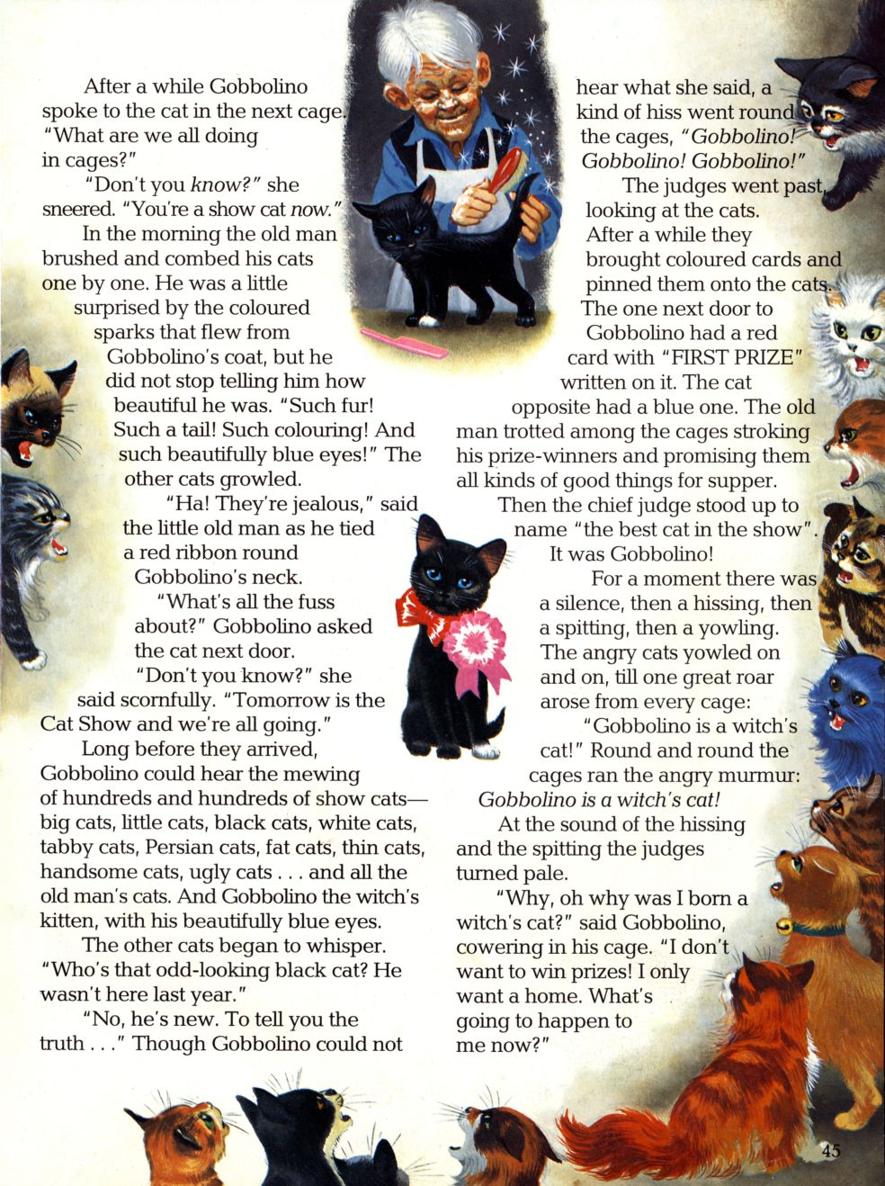 After a while Gobbolino
spoke to the cat in the next cage.
“What are we all doing
in cages?”
“Don't you know?” she
sneered. “You're a show cat now.”
In the morning the old man
brushed and combed his cats
one by one. He was a little
surprised by the coloured
sparks that flew from
Gobbolino's coat, but he
did not stop telling him how
beautiful he was. “Such fur!
Such a tail! Such colouring! And
such beautifully blue eyes!” The
other cats growled.
“Ha! They're jealous,” said
the little old man as he tied
a red ribbon round
Gobbolino's neck.
“What's all the fuss
about?” Gobbolino asked
the cat next door.
“Don't you know?” she
said scornfully. “Tomorrow is the
Cat Show and we're all going.”
Long before they arrived,
Gobbolino could hear the mewing
of hundreds and hundreds of show cats—
big cats, little cats, black cats, white cats,
tabby cats, Persian cats, fat cats, thin cats,
handsome cats, ugly cats . . . and all the
old man's cats. And Gobbolino the witch's
kitten, with his beautifully blue eyes.
The other cats began to whisper.
“Who's that odd-looking black cat? He
wasn't here last year.”
“No, he's new. To tell you the
truth . . .” Though Gobbolino could not
hear what she said, a
kind of hiss went round
the cages, “Gobbolino!
Gobbolino! Gobbolino!”
The judges went past,
looking at the cats.
After a while they
brought coloured cards and
pinned them onto the cats.
The one next door to
Gobbolino had a red
card with “FIRST PRIZE”
written on it. The cat
opposite had a blue one. The old
man trotted among the cages stroking
his prize-winners and promising them
all kinds of good things for supper.
Then the chief judge stood up to
name “the best cat in the show”.
It was Gobbolino!
For a moment there was
a silence, then a hissing, then
a spitting, then a yowling.
The angry cats yowled on
and on, till one great roar
arose from every cage:
“Gobbolino is a witch's
cat!” Round and round the
cages ran the angry murmur:
Gobbolino is a witch's cat!
At the sound of the hissing
and the spitting the judges
turned pale.
“Why, oh why was I born a
witch's cat?” said Gobbolino,
cowering in his cage. “I don't
want to win prizes! I only
want a home. What's
going to happen to
me now?”
45